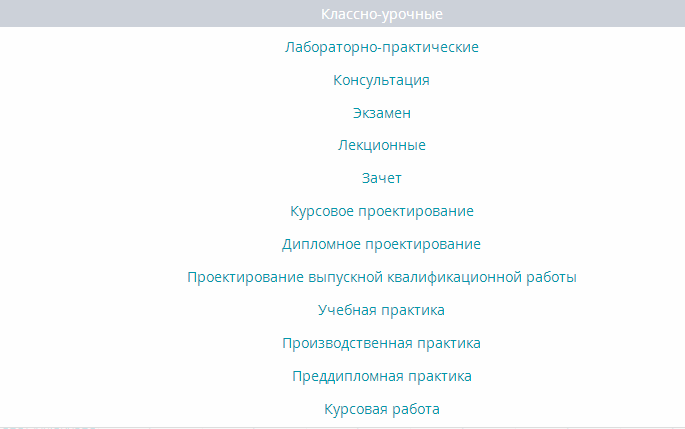 Классно-урочные
Лабораторно-практические
Консультация
Экзамен
Лекционные
Зачет
Курсовое проектирование
Дипломное проектирование
Проектирование выпускной квалификационной работы
Учебная практика
Производственная практика
Преддипломная практика
Курсовая работа